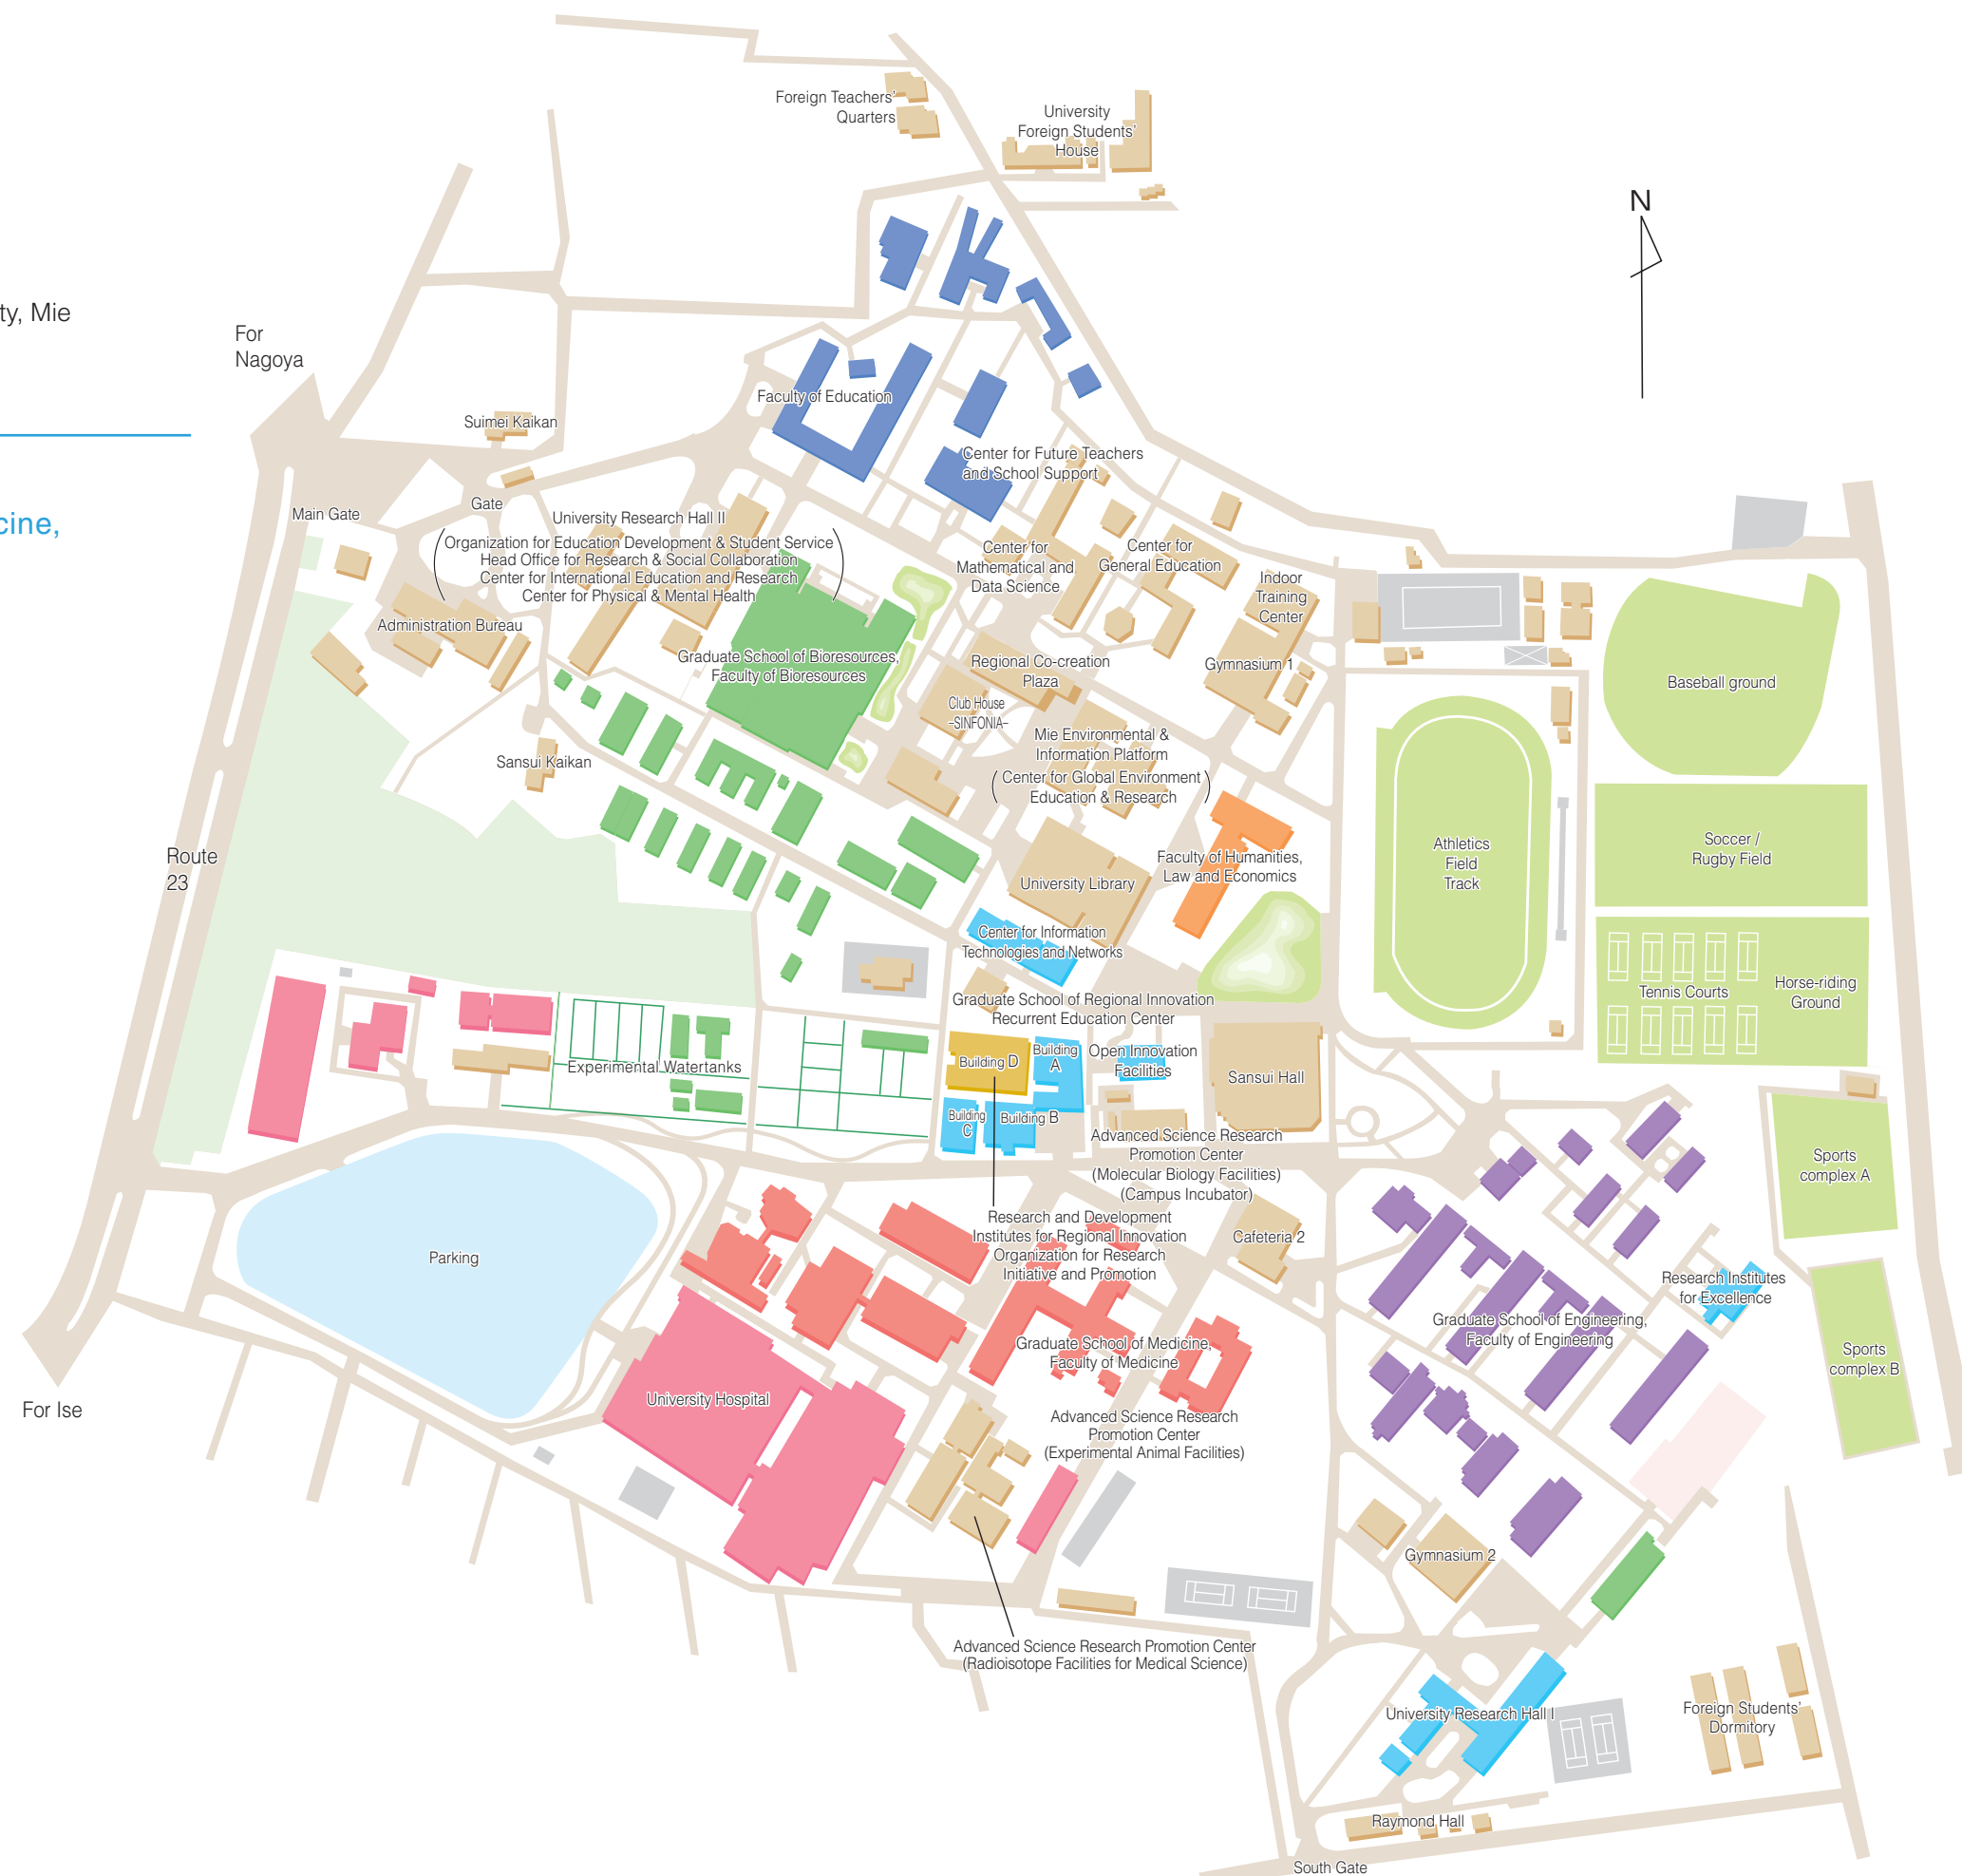 Foreign Teachers'
Quarters
University
Foreign Students'
House
N
ty, Mie
For
Nagoya
Faculty of Education
Suimei Kaikan
Center for Future Teachers
and School Support
Gate
Main Gate
cine,
University Research Hall II
Organization for Education Development & Student Service
Head Office for Research & Social Collaboration
Center for International Education and Research
Center for Physical & Mental Health
Center for
Mathematical and
Data Science
Center for
General Education
Indoor
Training
Center
Administration Bureau
Graduate School of Bioresources,
Faculty of Bioresources
Regional Co-creation
Plaza
Gymnasium 1
Baseball ground
Club House
-SINFONIA-
Mie Environmental &
Information Platform
(Center for Global Environment
Education & Research)
Sansui Kaikan
Route
23
Athletics
Field
Track
Soccer /
Rugby Field
Faculty of Humanities,
Law and Economics
University Library
Center for Information
Technologies and Networks
Tennis Courts
Horse-riding
Ground
Graduate School of Regional Innovation
Recurrent Education Center
Experimental Watertanks
Building D
Building
A
Open Innovation
Facilities
Sansui Hall
Building
C
Building B
Advanced Science Research
Promotion Center
(Molecular Biology Facilities)
(Campus Incubator)
Sports
complex A
Research and Development
Institutes for Regional Innovation
Organization for Research
Initiative and Promotion
Cafeteria 2
Parking
Research Institutes
for Excellence
Graduate School of Engineering,
Faculty of Engineering
Graduate School of Medicine,
Faculty of Medicine
Sports
complex B
University Hospital
For Ise
Advanced Science Research
Promotion Center
(Experimental Animal Facilities)
Gymnasium 2
Advanced Science Research Promotion Center
(Radioisotope Facilities for Medical Science)
University Research Hall I
Foreign Students'
Dormitory
Raymond Hall
South Gate